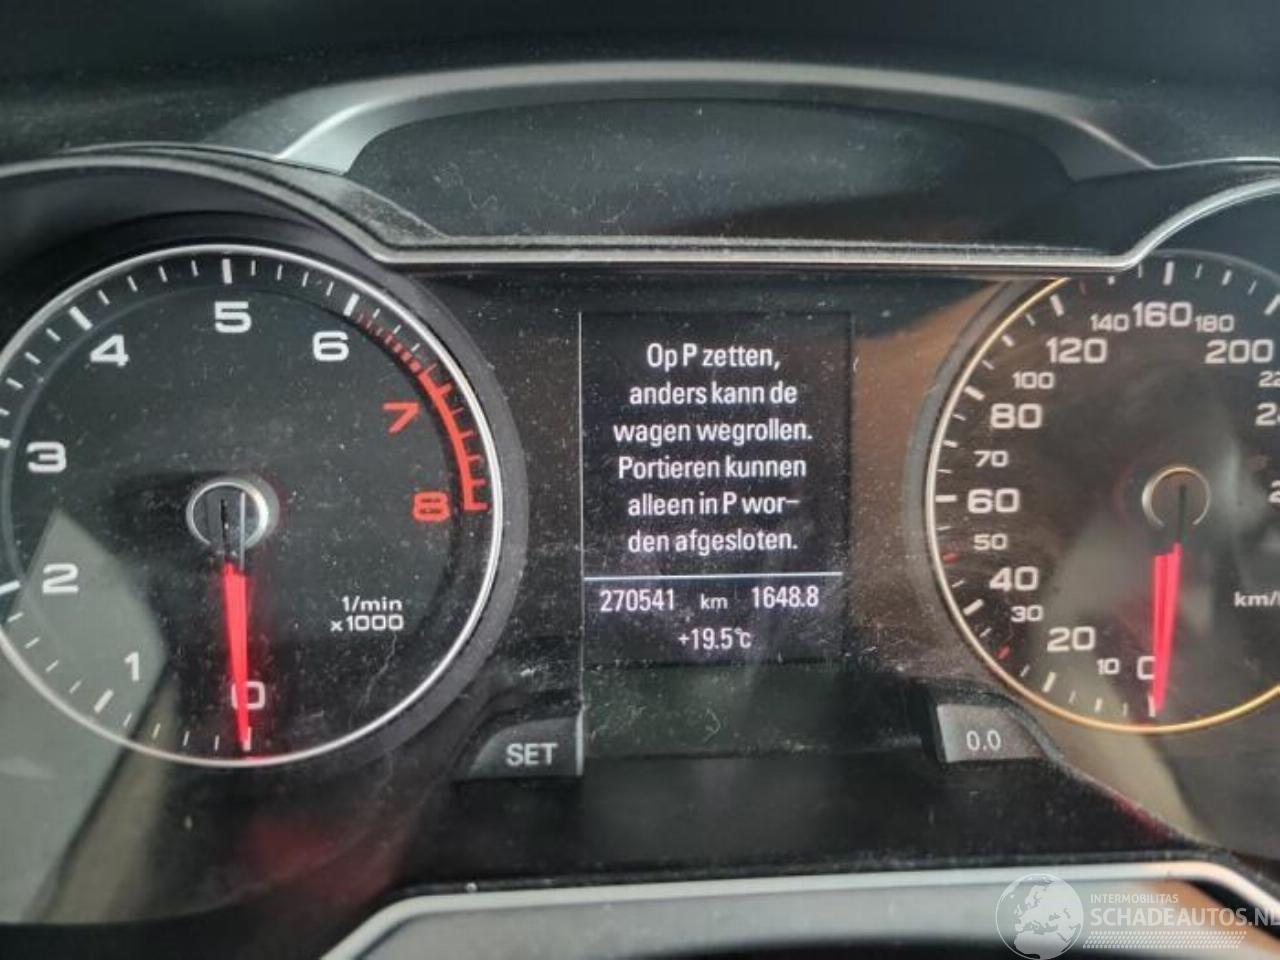 5
4
6
3
7
2
8
1
0
1/min
x1000
Op P zetten,
anders kann de
wagen wegrollen.
Portieren kunnen
alleen in P wor-
den afgesloten.
270541 km 1648.8
+19.5°C
SET
0.0
140 160 180
120 200
100
80
70
60
50
40
30
20
10
0
km/
INTERMOBILITAS
SCHADEAUTOS.NL